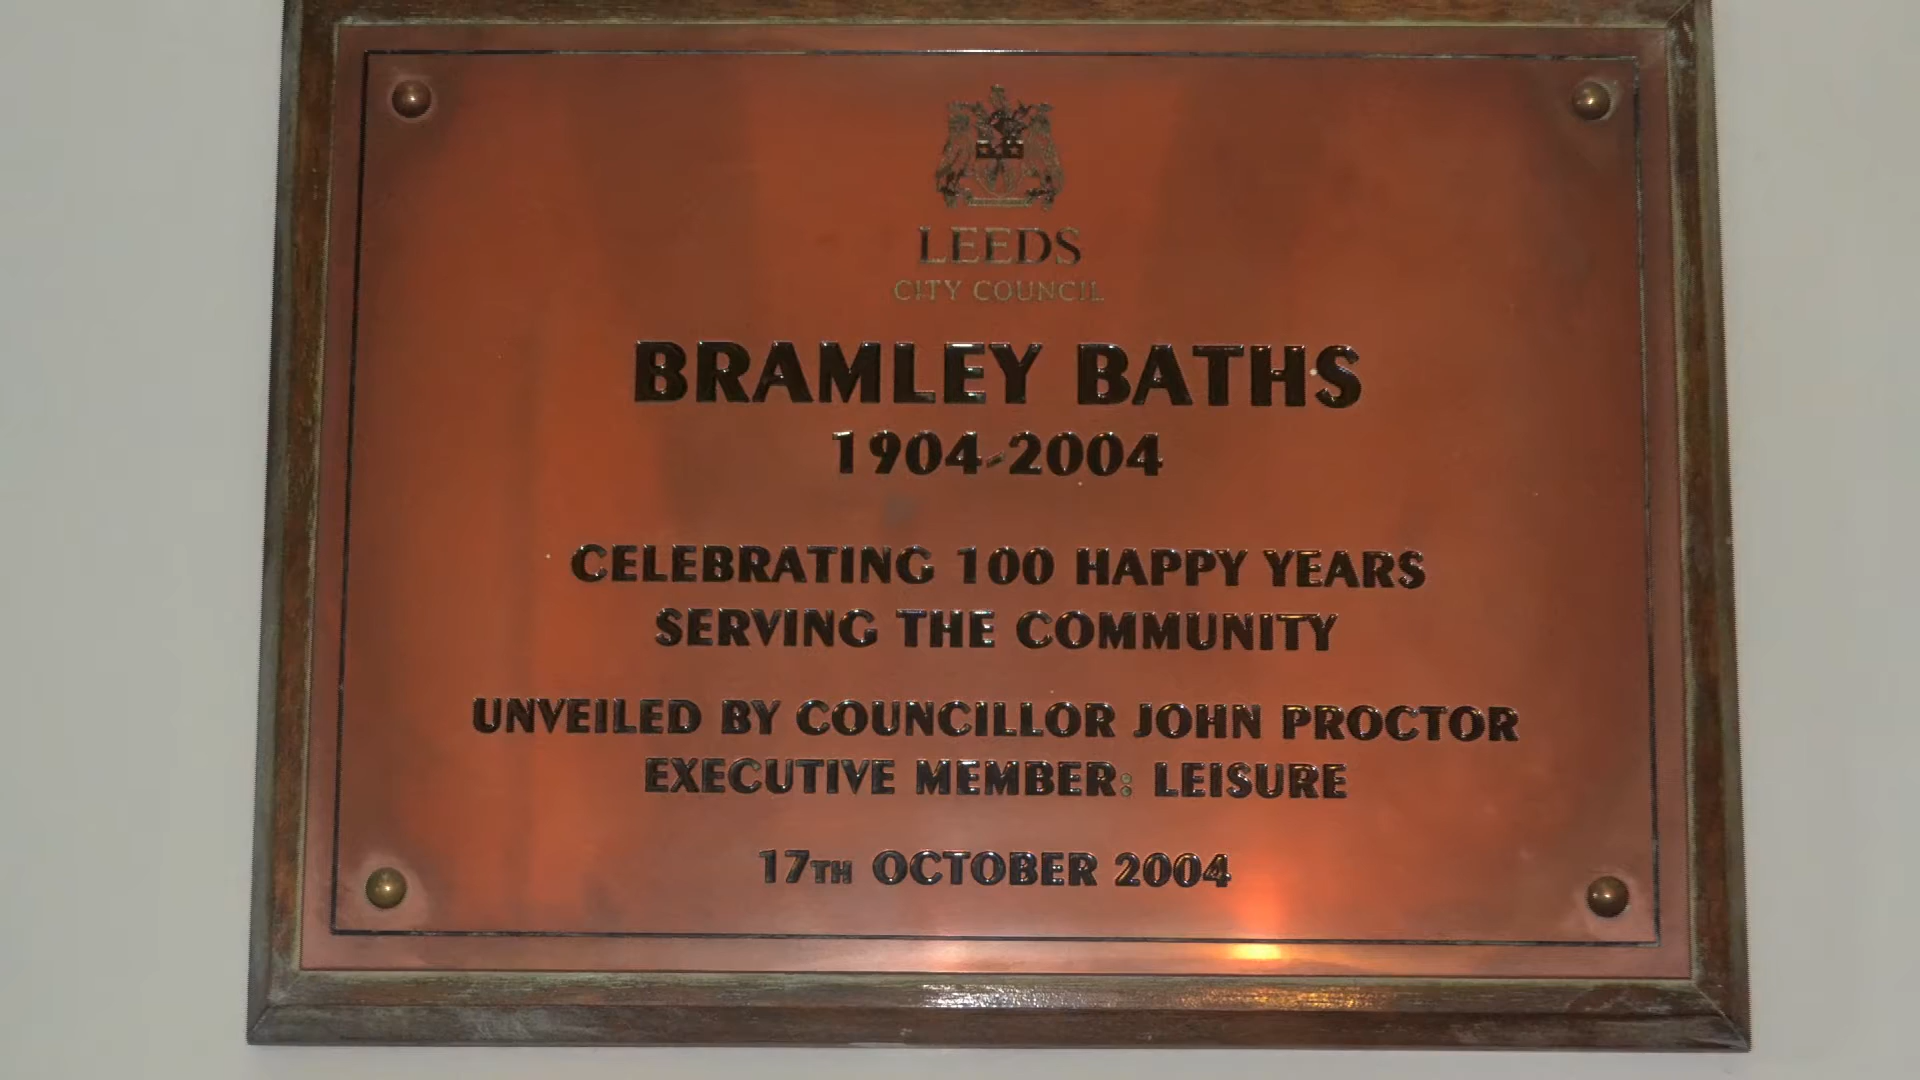 LEEDS
CITY COUNCIL
BRAMLEY BATHS
1904-2004
CELEBRATING 100 HAPPY YEARS
SERVING THE COMMUNITY
UNVEILED BY COUNCILLOR JOHN PROCTOR
EXECUTIVE MEMBER: LEISURE
17TH OCTOBER 2004